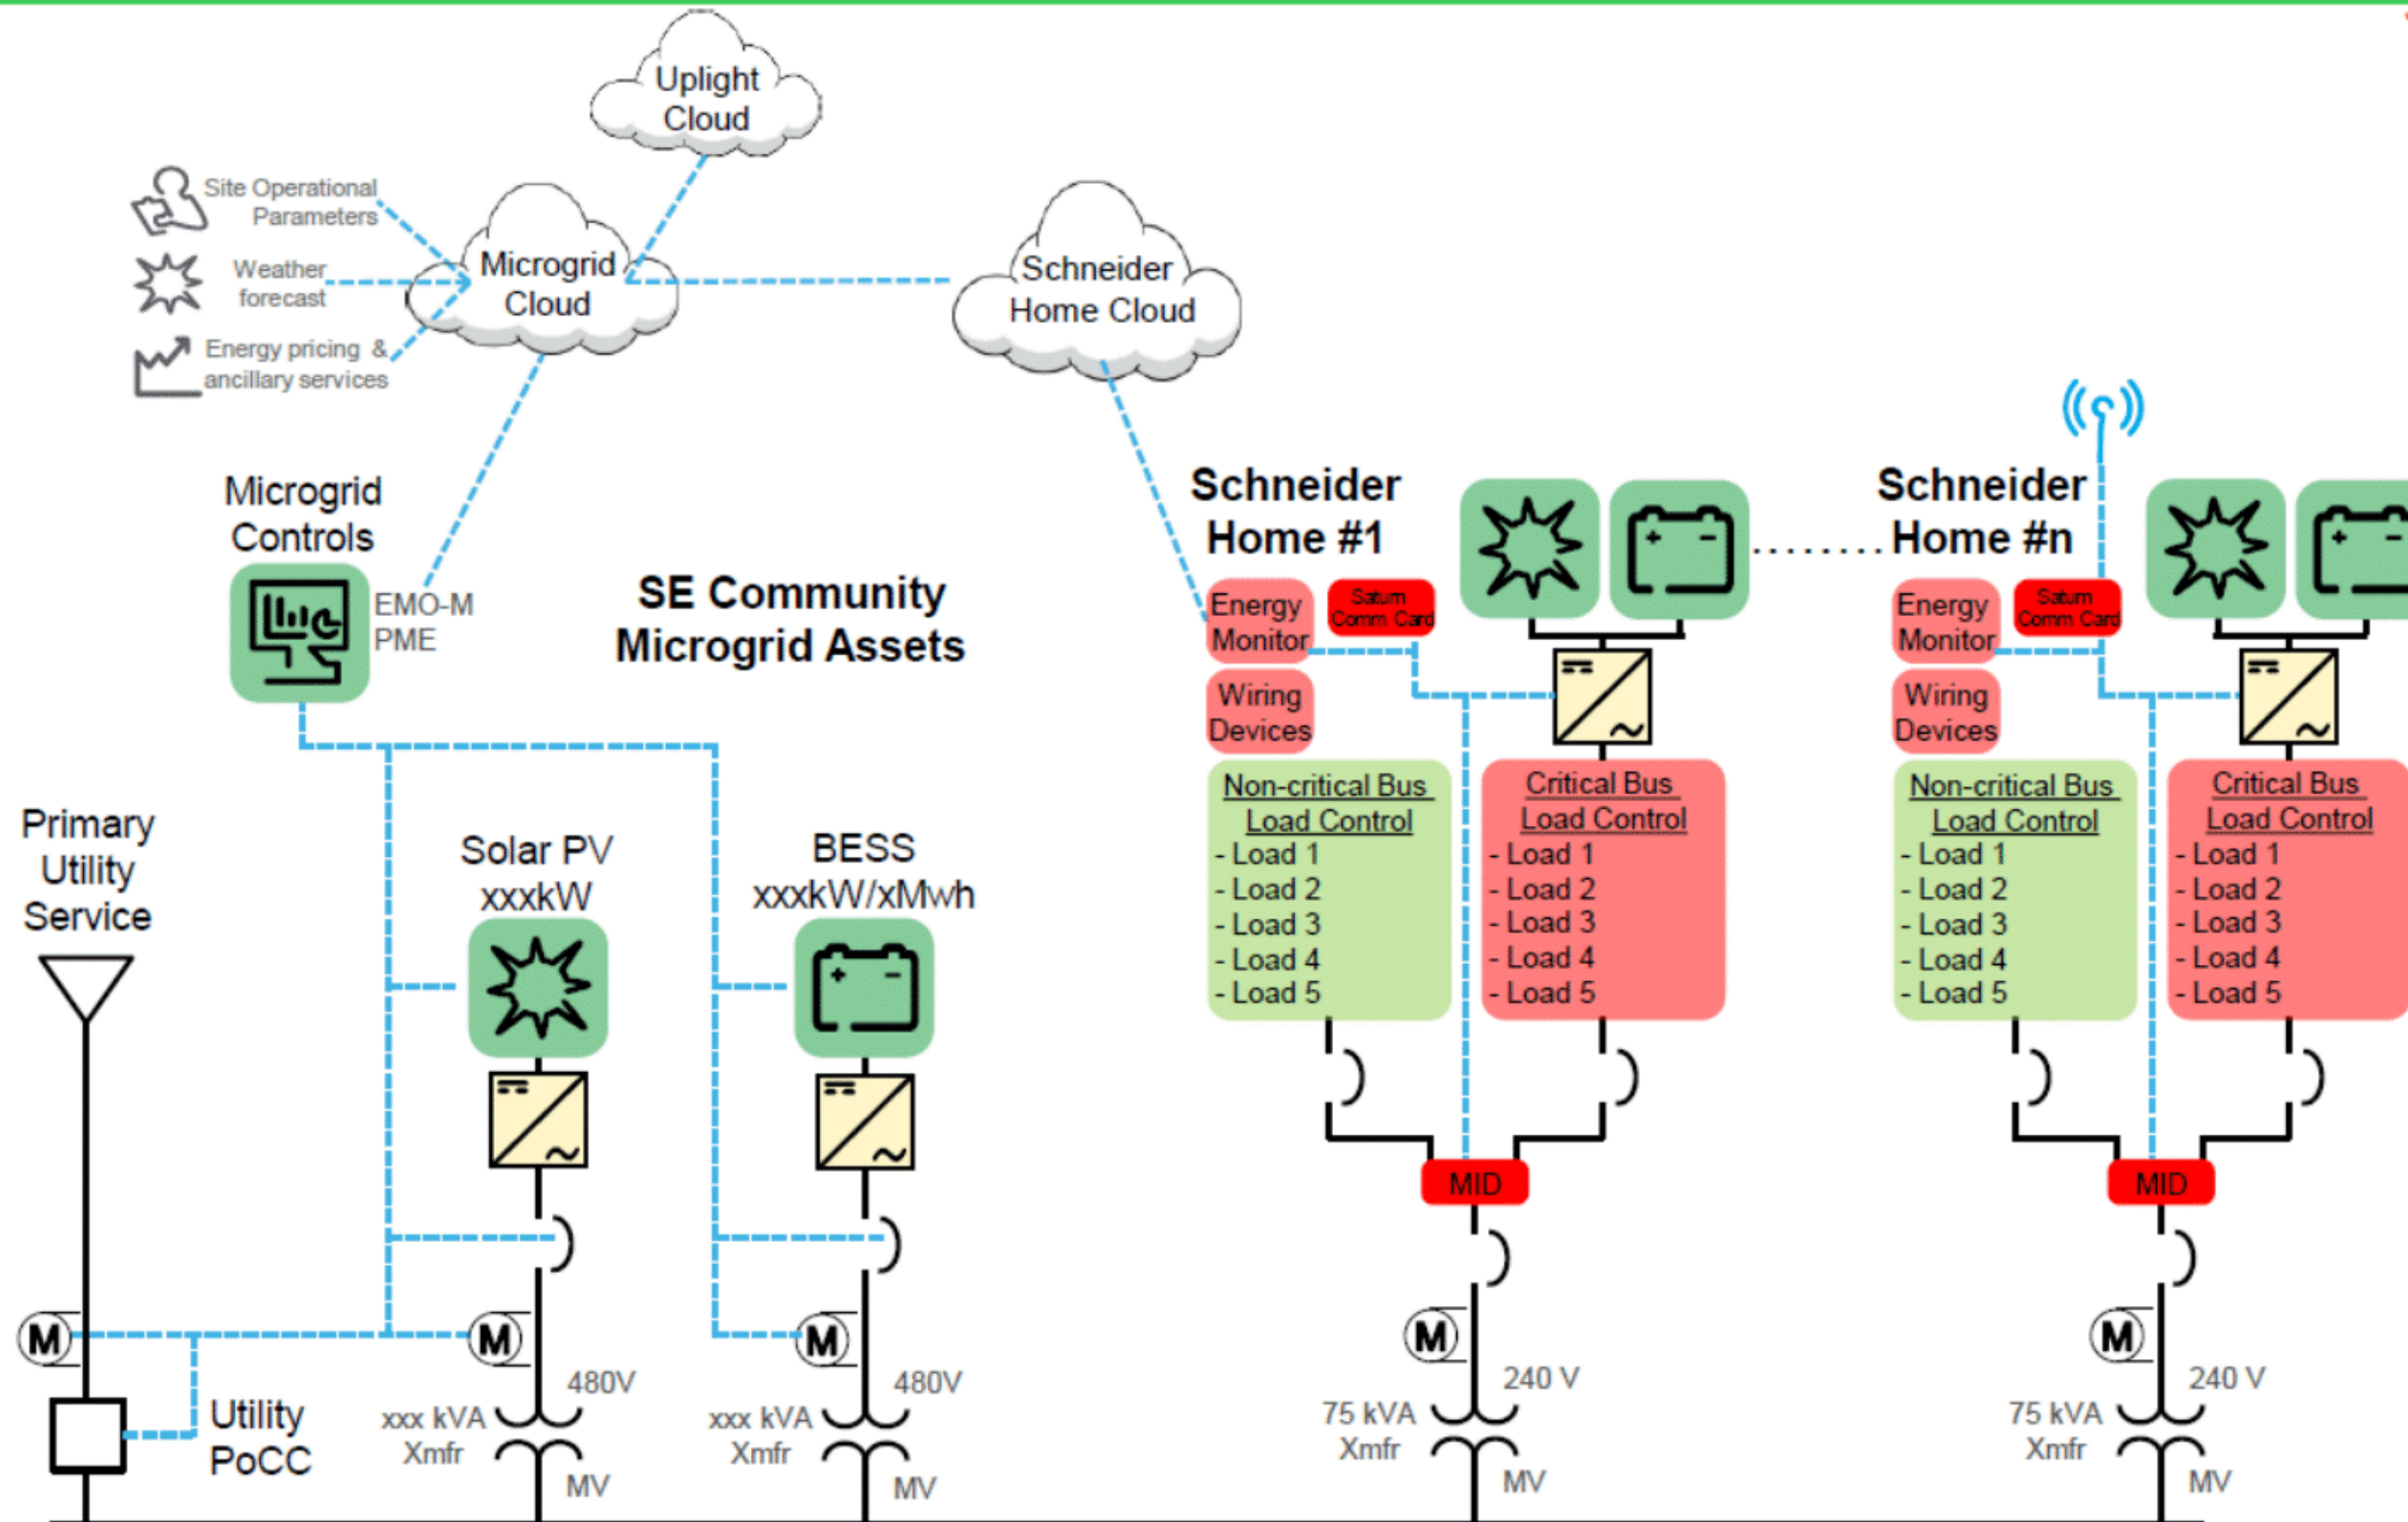 Uplight
Cloud
Site Operational
Parameters
Weather
forecast
Energy pricing &
ancillary services
Microgrid
Cloud
Schneider
Home Cloud
Microgrid
Controls
EMO-M
PME
SE Community
Microgrid Assets
Primary
Utility
Service
Solar PV
xxxkW
BESS
xxxkW/xMwh
M
M
M
Utility
PoCC
480V
xxx kVA
Xmfr
MV
480V
xxx kVA
Xmfr
MV
Schneider
Home #1
Energy
Monitor
Saturn
Comm Card
Wiring
Devices
Non-critical Bus
Load Control
- Load 1
- Load 2
- Load 3
- Load 4
- Load 5
Critical Bus
Load Control
- Load 1
- Load 2
- Load 3
- Load 4
- Load 5
MID
M
240 V
75 kVA
Xmfr
MV
........
Schneider
Home #n
Energy
Monitor
Saturn
Comm Card
Wiring
Devices
Non-critical Bus
Load Control
- Load 1
- Load 2
- Load 3
- Load 4
- Load 5
Critical Bus
Load Control
- Load 1
- Load 2
- Load 3
- Load 4
- Load 5
MID
M
240 V
75 kVA
Xmfr
MV